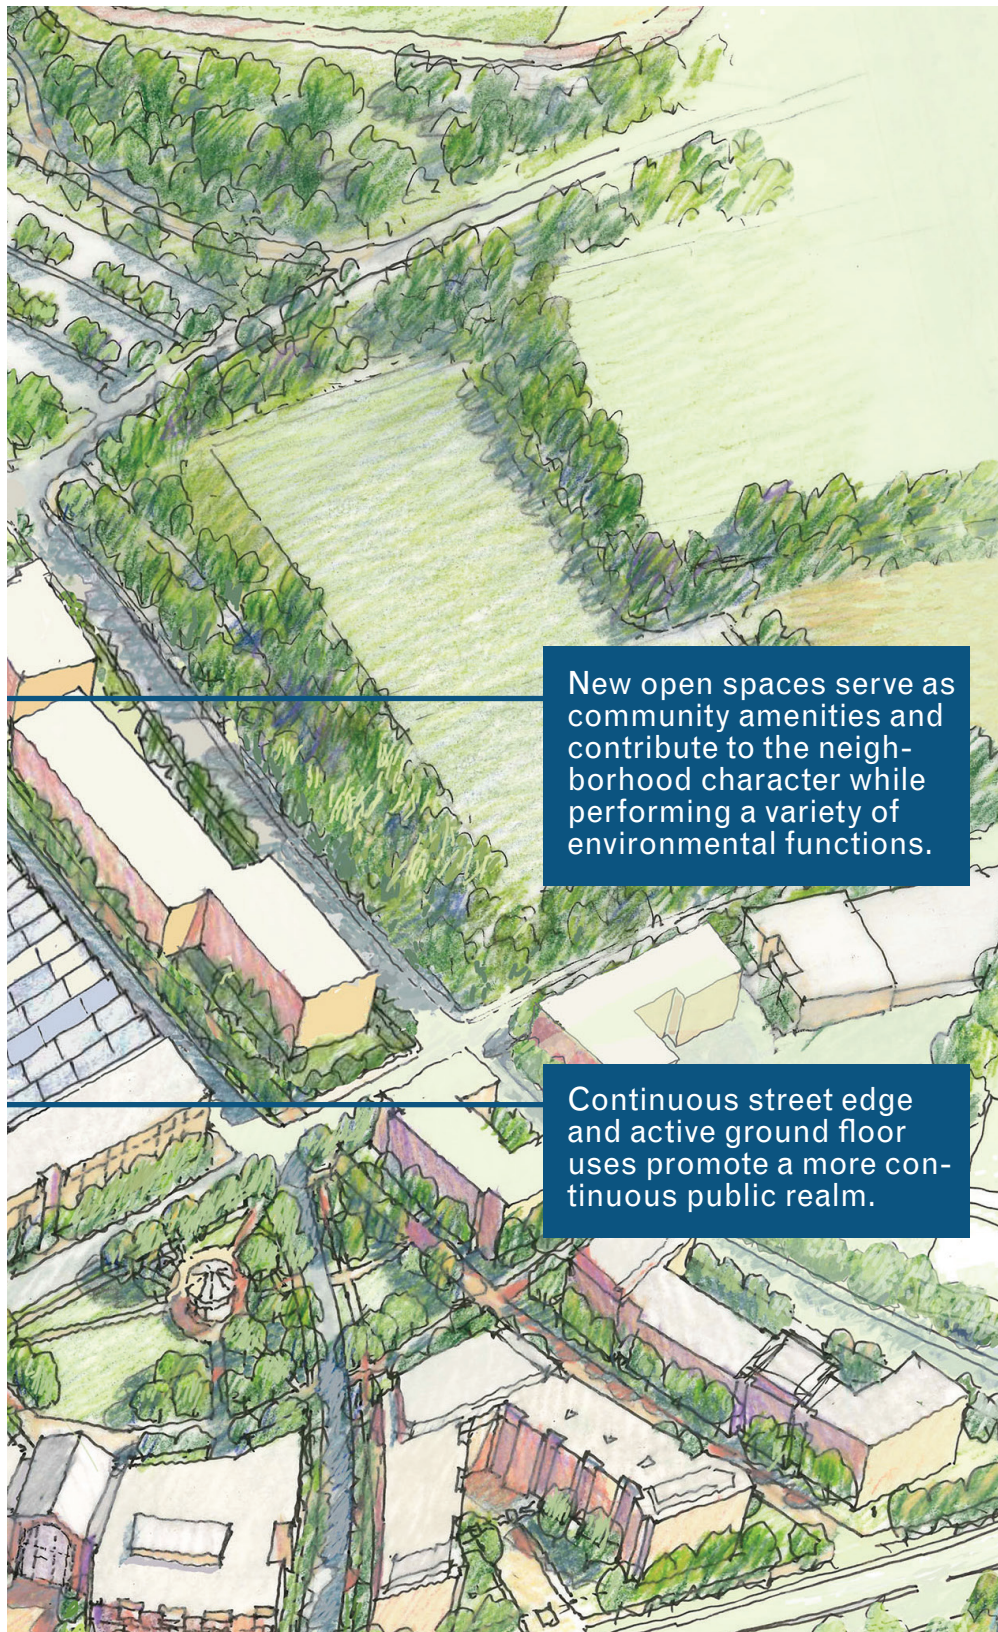 New open spaces serve as
community amenities and
contribute to the neigh-
borhood character while
performing a variety of
environmental functions.
Continuous street edge
and active ground floor
uses promote a more con-
tinuous public realm.